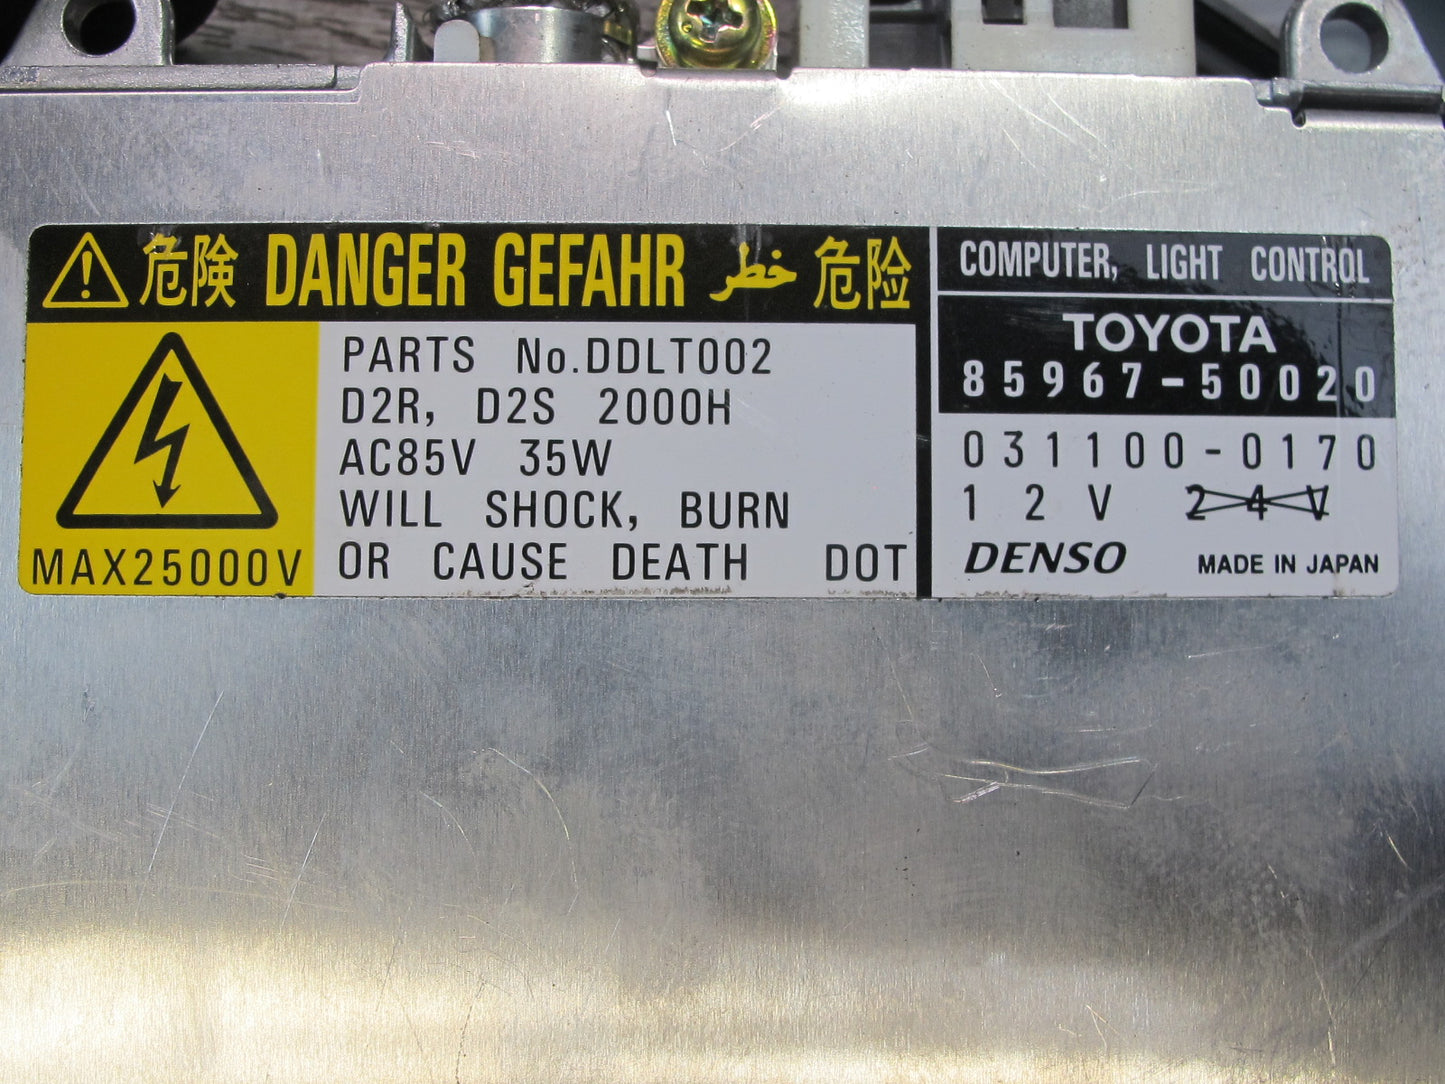 危険 DANGER GEFAHR خطر 危险
MAX25000V
PARTS No.DDLT002
D2R, D2S 2000H
AC85V 35W
WILL SHOCK, BURN
OR CAUSE DEATH DOT
COMPUTER, LIGHT CONTROL
TOYOTA
85967-50020
031100-0170
12V 24V
DENSO MADE IN JAPAN